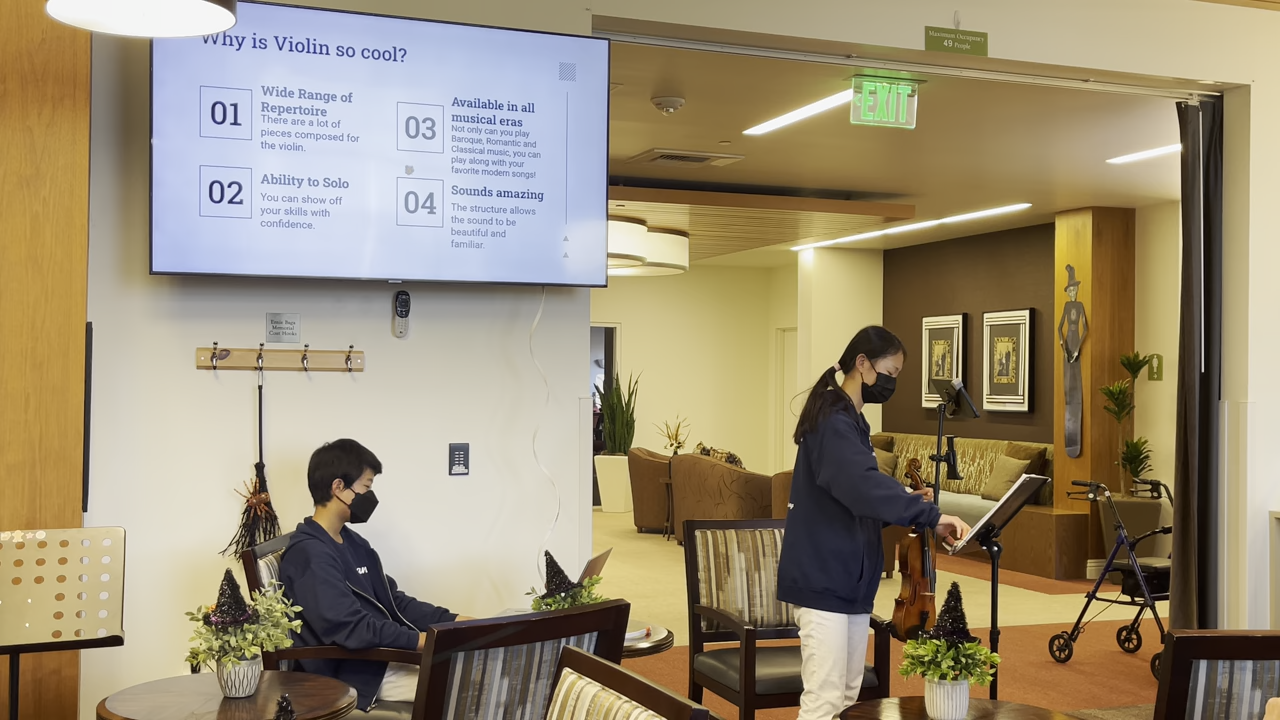 Why is Violin so cool?
01
Wide Range of
Repertoire
There are a lot of
pieces composed for
the violin.
02
Ability to Solo
You can show off
your skills with
confidence.
03
Available in all
musical eras
Not only can you play
Baroque, Romantic and
Classical music, you can
play along with your
favorite modern songs!
04
Sounds amazing
The structure allows
the sound to be
beautiful and
familiar.
Maximum Occupancy
49 People
EXIT
Memorial
Coat Hooks